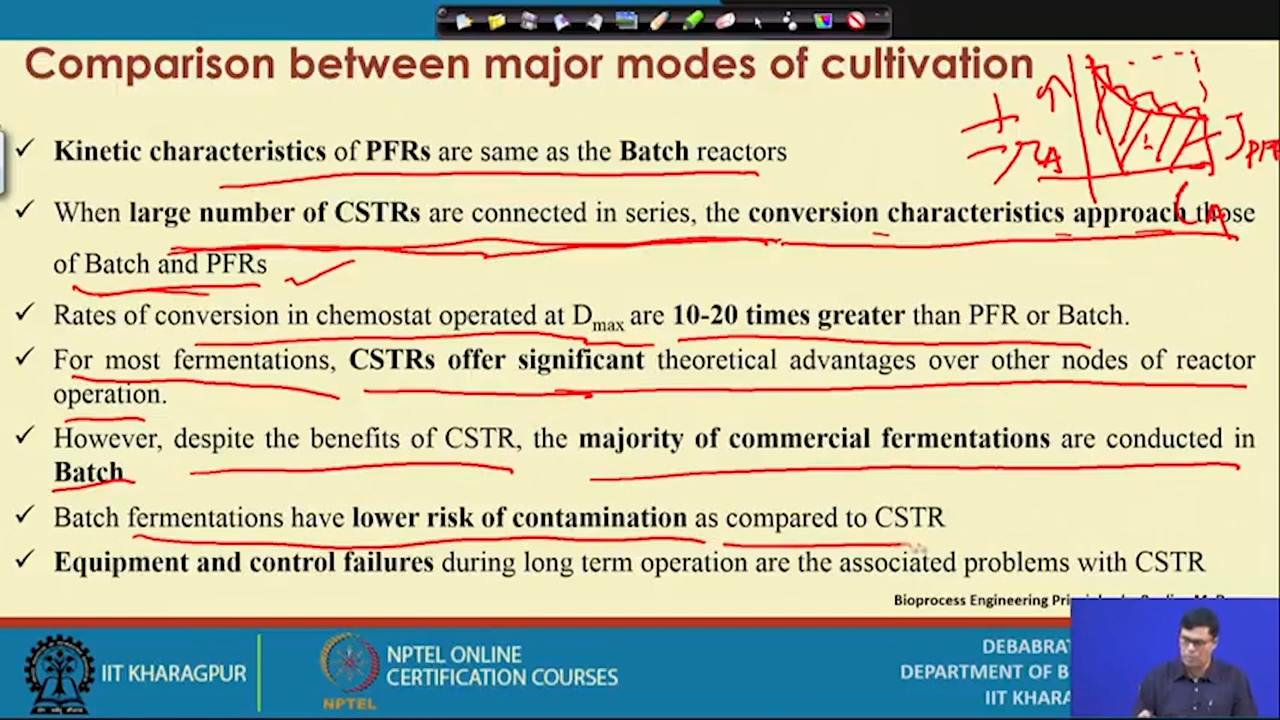 Comparison between major modes of cultivation
✓ Kinetic characteristics of PFRs are same as the Batch reactors
✓ When large number of CSTRs are connected in series, the conversion characteristics approach those
of Batch and PFRs
✓ Rates of conversion in chemostat operated at Dmax are 10-20 times greater than PFR or Batch.
✓ For most fermentations, CSTRs offer significant theoretical advantages over other nodes of reactor
operation.
✓ However, despite the benefits of CSTR, the majority of commercial fermentations are conducted in
Batch
✓ Batch fermentations have lower risk of contamination as compared to CSTR
✓ Equipment and control failures during long term operation are the associated problems with CSTR
Bioprocess Engineering
IIT KHARAGPUR
NPTEL
NPTEL ONLINE
CERTIFICATION COURSES
DEBABRAT
DEPARTMENT OF B
IIT KHARA